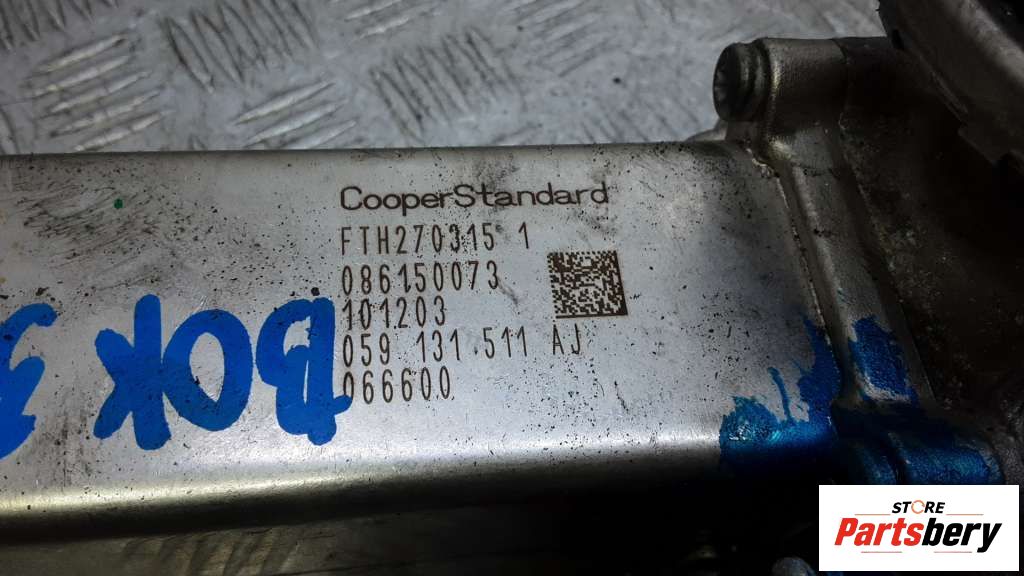 CooperStandard
FTH270315 1
086150073
101203
059 131 511 AJ
066600
STORE
Partsbery